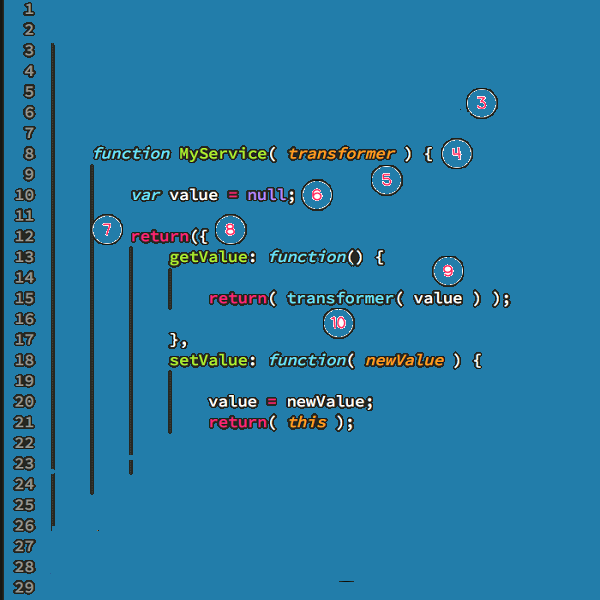 1
2
3
4
5
③
6
7
8 function MyService( transformer ) { ④
9 ⑤
10 var value = null; ⑥
11
12 ⑦ return({ ⑧
13 getValue: function() {
14 ⑨
15 return( transformer( value ) );
16 ⑩
17 },
18 setValue: function( newValue ) {
19
20 value = newValue;
21 return( this );
22
23
24
25
26
27
28
29